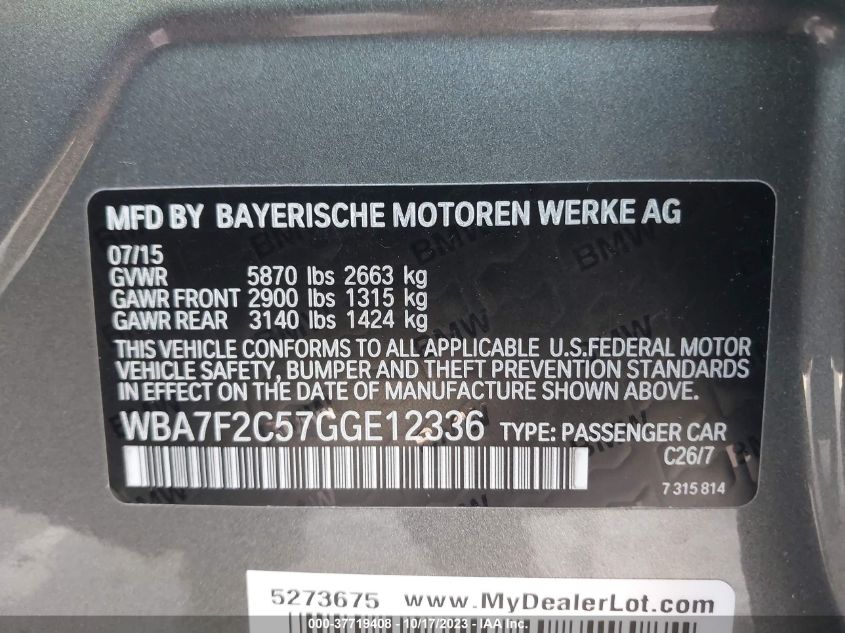 MFD BY BAYERISCHE MOTOREN WERKE AG
07/15
GVWR 5870 lbs 2663 kg
GAWR FRONT 2900 lbs 1315 kg
GAWR REAR 3140 lbs 1424 kg
THIS VEHICLE CONFORMS TO ALL APPLICABLE U.S.FEDERAL MOTOR
VEHICLE SAFETY, BUMPER AND THEFT PREVENTION STANDARDS
IN EFFECT ON THE DATE OF MANUFACTURE SHOWN ABOVE.
WBA7F2C57GGE12336 TYPE: PASSENGER CAR
C26/7
7 315 814
5273675 www.MyDealerLot.com
000-37719408 - 10/17/2023 - IAA Inc.